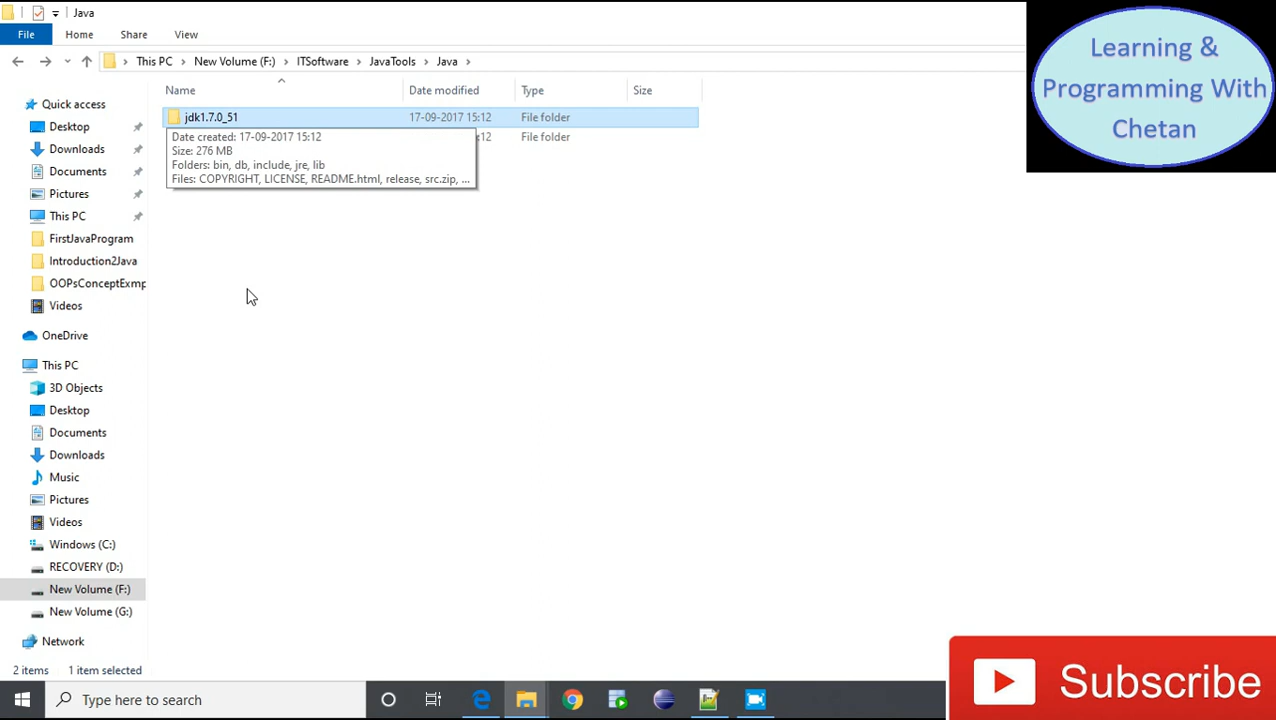 Java
File
Home
Share
View
This PC
New Volume (F:)
ITSoftware
JavaTools
Java
Name
Date modified
Type
Size
jdk1.7.0_51
17-09-2017 15:12
File folder
:12
File folder
Date created: 17-09-2017 15:12
Size: 276 MB
Folders: bin, db, include, jre, lib
Files: COPYRIGHT, LICENSE, README.html, release, src.zip, ...
Quick access
Desktop
Downloads
Documents
Pictures
This PC
FirstJavaProgram
Introduction2Java
OOPsConceptExmp
Videos
OneDrive
This PC
3D Objects
Desktop
Documents
Downloads
Music
Pictures
Videos
Windows (C:)
RECOVERY (D:)
New Volume (F:)
New Volume (G:)
Network
2 items
1 item selected
Type here to search
Learning &
Programming With
Chetan
Subscribe